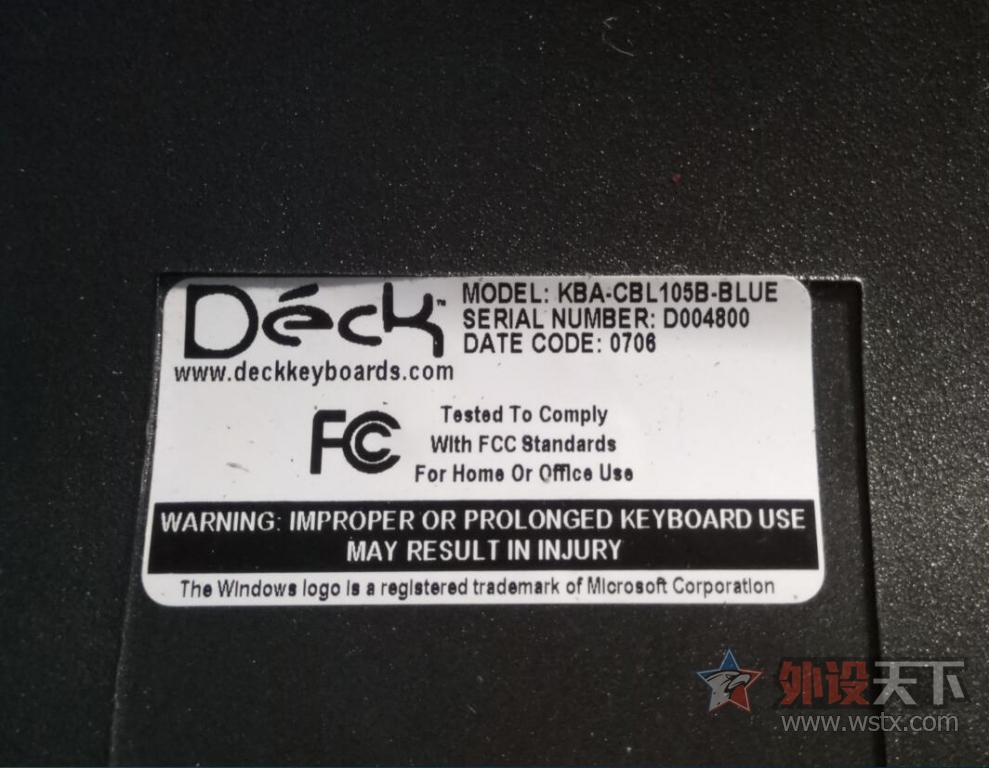 Déck™
MODEL: KBA-CBL105B-BLUE
SERIAL NUMBER: D004800
DATE CODE: 0706
www.deckkeyboards.com
FCC
Tested To Comply
With FCC Standards
For Home Or Office Use
WARNING: IMPROPER OR PROLONGED KEYBOARD USE
MAY RESULT IN INJURY
The Windows logo is a registered trademark of Microsoft Corporation
外设天下
www.wstx.com